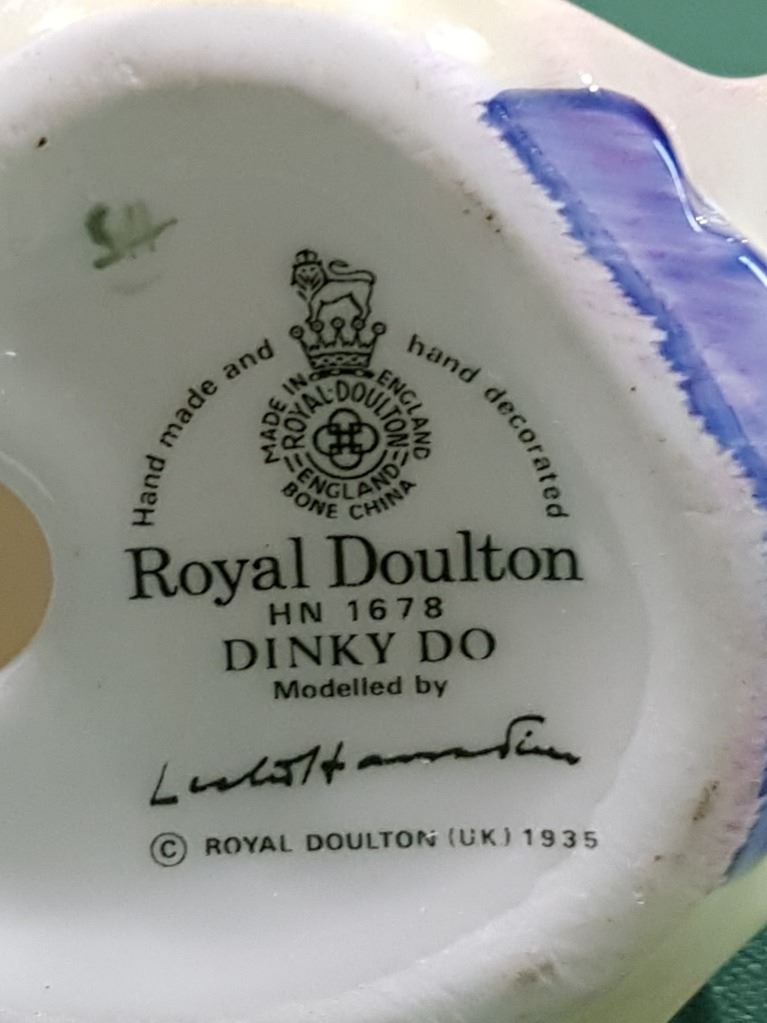 SH
Hand made and hand decorated
MADE IN ENGLAND
ROYAL·DOULTON
ENGLAND
BONE CHINA
Royal Doulton
HN 1678
DINKY DO
Modelled by
© ROYAL DOULTON (UK) 1935